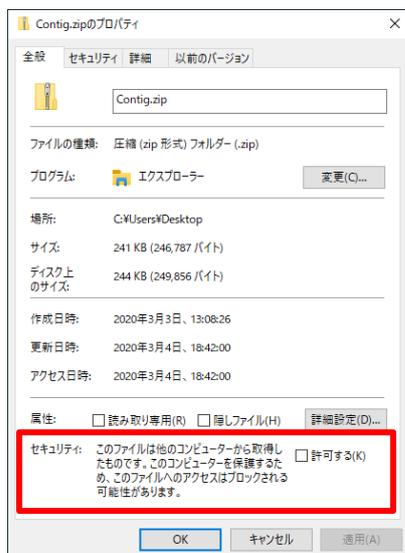 Contig.zipのプロパティ
全般 セキュリティ 詳細 以前のバージョン
Contig.zip
ファイルの種類: 圧縮 (zip 形式) フォルダー (.zip)
プログラム: エクスプローラー 変更(C)...
場所: C:¥Users¥Desktop
サイズ: 241 KB (246,787 バイト)
ディスク上
のサイズ: 244 KB (249,856 バイト)
作成日時: 2020年3月3日、13:08:26
更新日時: 2020年3月4日、18:42:00
アクセス日時: 2020年3月4日、18:42:00
属性: 読み取り専用(R) 隠しファイル(H) 詳細設定(D)...
セキュリティ: このファイルは他のコンピューターから取得し 許可する(K)
たものです。このコンピューターを保護するた
め、このファイルへのアクセスはブロックされる
可能性があります。
OK キャンセル 適用(A)